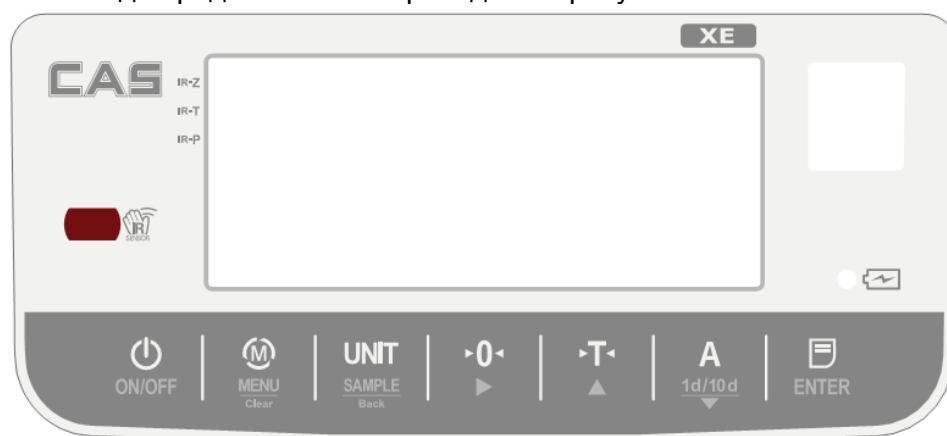 XE
CAS
IR-Z
IR-T
IR-P
IR
SENSOR
ON/OFF
M
MENU
Clear
UNIT
SAMPLE
Back
0
T
A
1d/10d
ENTER